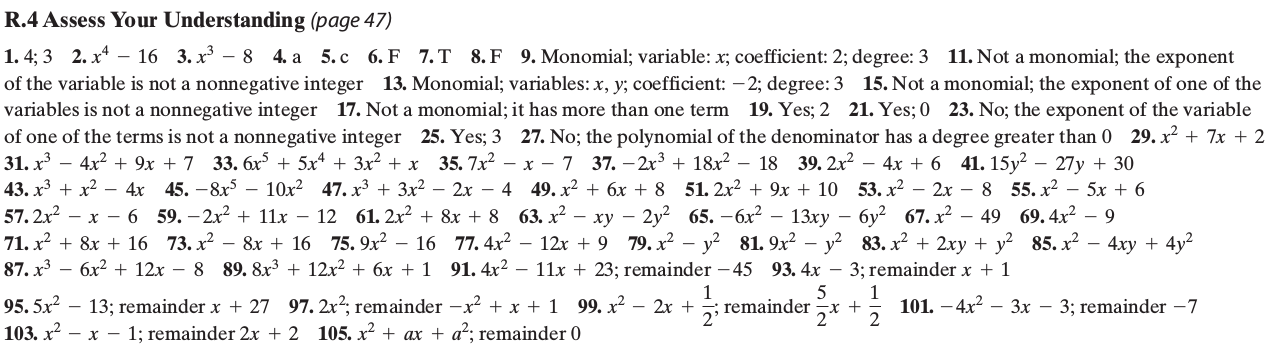 R.4 Assess Your Understanding (page 47)
1. 4; 3 2. x⁴ − 16 3. x³ − 8 4. a 5. c 6. F 7. T 8. F 9. Monomial; variable: x; coefficient: 2; degree: 3 11. Not a monomial; the exponent
of the variable is not a nonnegative integer 13. Monomial; variables: x, y; coefficient: −2; degree: 3 15. Not a monomial; the exponent of one of the
variables is not a nonnegative integer 17. Not a monomial; it has more than one term 19. Yes; 2 21. Yes; 0 23. No; the exponent of the variable
of one of the terms is not a nonnegative integer 25. Yes; 3 27. No; the polynomial of the denominator has a degree greater than 0 29. x² + 7x + 2
31. x³ − 4x² + 9x + 7 33. 6x⁵ + 5x⁴ + 3x² + x 35. 7x² − x − 7 37. −2x³ + 18x² − 18 39. 2x² − 4x + 6 41. 15y² − 27y + 30
43. x³ + x² − 4x 45. −8x⁵ − 10x² 47. x³ + 3x² − 2x − 4 49. x² + 6x + 8 51. 2x² + 9x + 10 53. x² − 2x − 8 55. x² − 5x + 6
57. 2x² − x − 6 59. −2x² + 11x − 12 61. 2x² + 8x + 8 63. x² − xy − 2y² 65. −6x² − 13xy − 6y² 67. x² − 49 69. 4x² − 9
71. x² + 8x + 16 73. x² − 8x + 16 75. 9x² − 16 77. 4x² − 12x + 9 79. x² − y² 81. 9x² − y² 83. x² + 2xy + y² 85. x² − 4xy + 4y²
87. x³ − 6x² + 12x − 8 89. 8x³ + 12x² + 6x + 1 91. 4x² − 11x + 23; remainder −45 93. 4x − 3; remainder x + 1
95. 5x² − 13; remainder x + 27 97. 2x²; remainder −x² + x + 1 99. x² − 2x + 1/2; remainder 5/2x + 1/2 101. −4x² − 3x − 3; remainder −7
103. x² − x − 1; remainder 2x + 2 105. x² + ax + a²; remainder 0